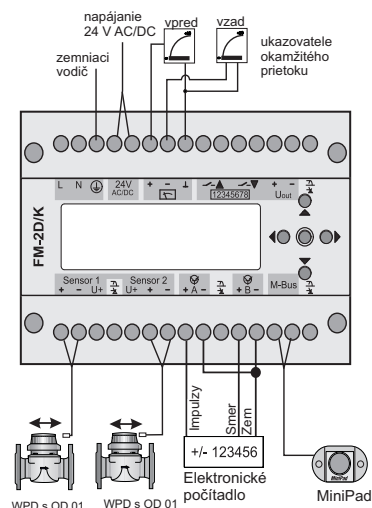 napájanie
24 V AC/DC
vpred
vzad
zemniaci
vodič
ukazovatele
okamžitého
prietoku
L N 24V AC/DC + - ⊥ + -
12345678 Uout
FM-2D/K
Sensor 1 Sensor 2 M-Bus
+ - U+ U+ + - + A - + B -
Impulzy
Smer
Zem
+/- 123456
Elektronické
počítadlo
MiniPad
MiniPad
WPD s OD 01
WPD s OD 01